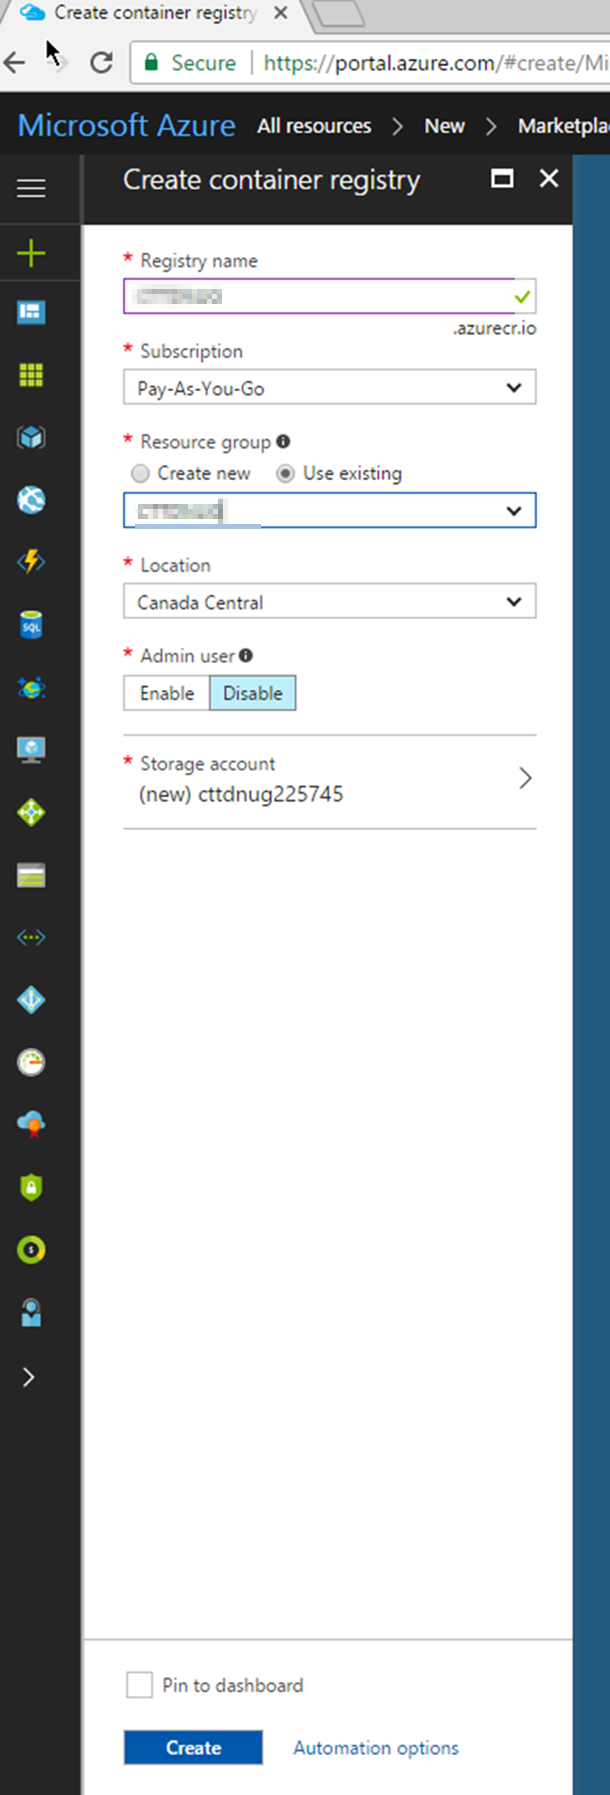 Create container registry
Secure
https://portal.azure.com/#create/Mi
Microsoft Azure All resources > New > Marketpla
Create container registry
* Registry name
.azurecr.io
* Subscription
Pay-As-You-Go
* Resource group
Create new Use existing
* Location
Canada Central
* Admin user
Enable Disable
* Storage account
(new) cttdnug225745
SQL
Pin to dashboard
Create Automation options